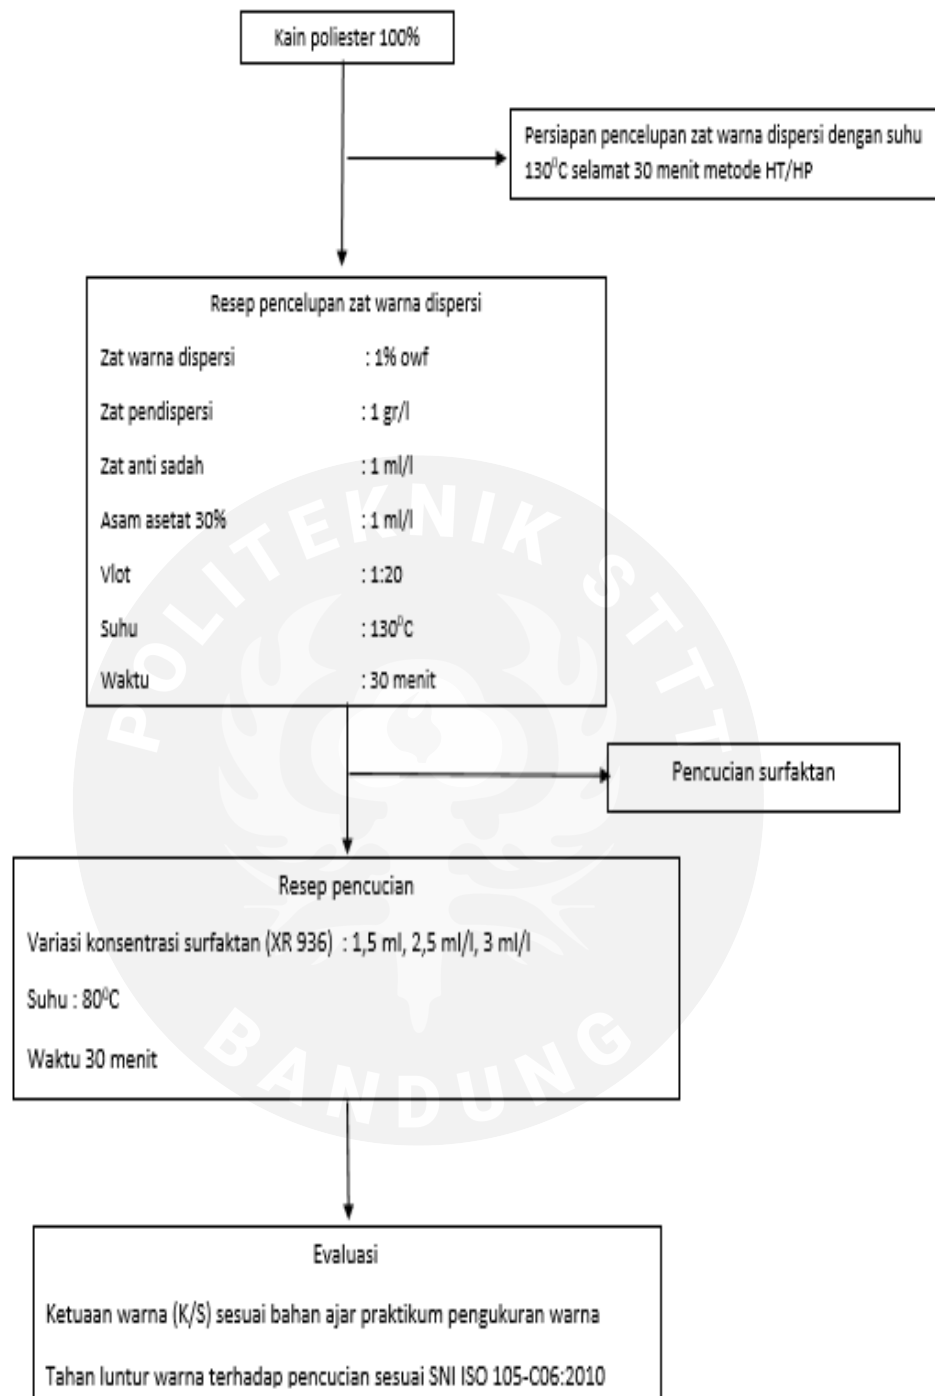 Kain poliester 100%
Persiapan pencelupan zat warna dispersi dengan suhu
130⁰C selamat 30 menit metode HT/HP
Resep pencelupan zat warna dispersi
Zat warna dispersi : 1% owf
Zat pendispersi : 1 gr/l
Zat anti sadah : 1 ml/l
Asam asetat 30% : 1 ml/l
Vlot : 1:20
Suhu : 130⁰C
Waktu : 30 menit
Pencucian surfaktan
Resep pencucian
Variasi konsentrasi surfaktan (XR 936) : 1,5 ml, 2,5 ml/l, 3 ml/l
Suhu : 80⁰C
Waktu 30 menit
Evaluasi
Ketuaan warna (K/S) sesuai bahan ajar praktikum pengukuran warna
Tahan luntur warna terhadap pencucian sesuai SNI ISO 105-C06:2010
POLITEKNIK STTT
BANDUNG